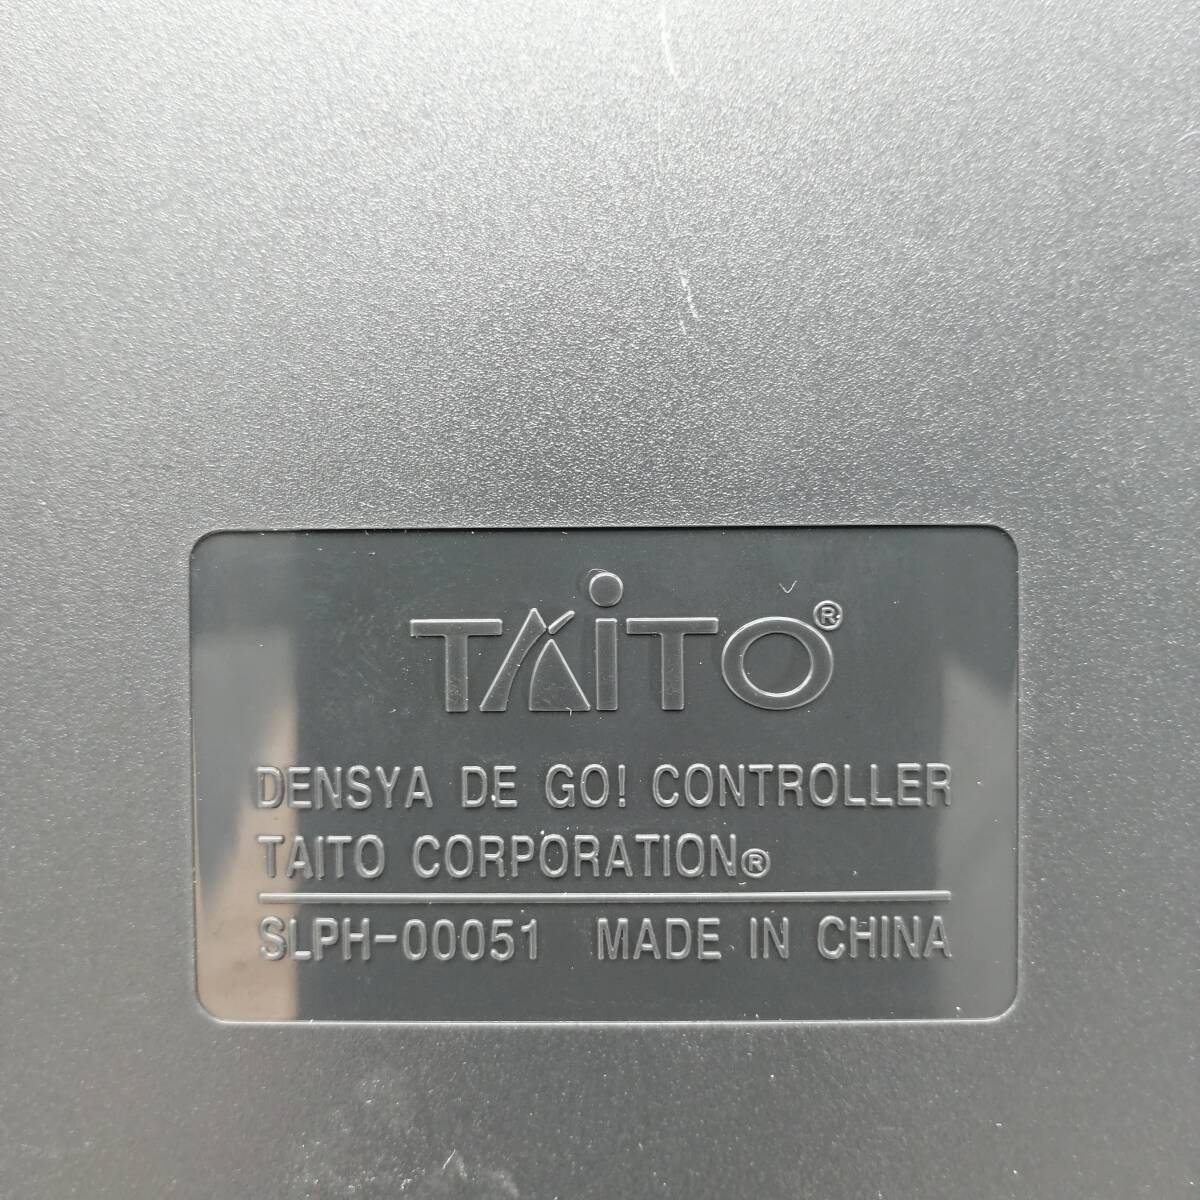 TAiTO®
DENSYA DE GO! CONTROLLER
TAITO CORPORATION®
SLPH-00051 MADE IN CHINA